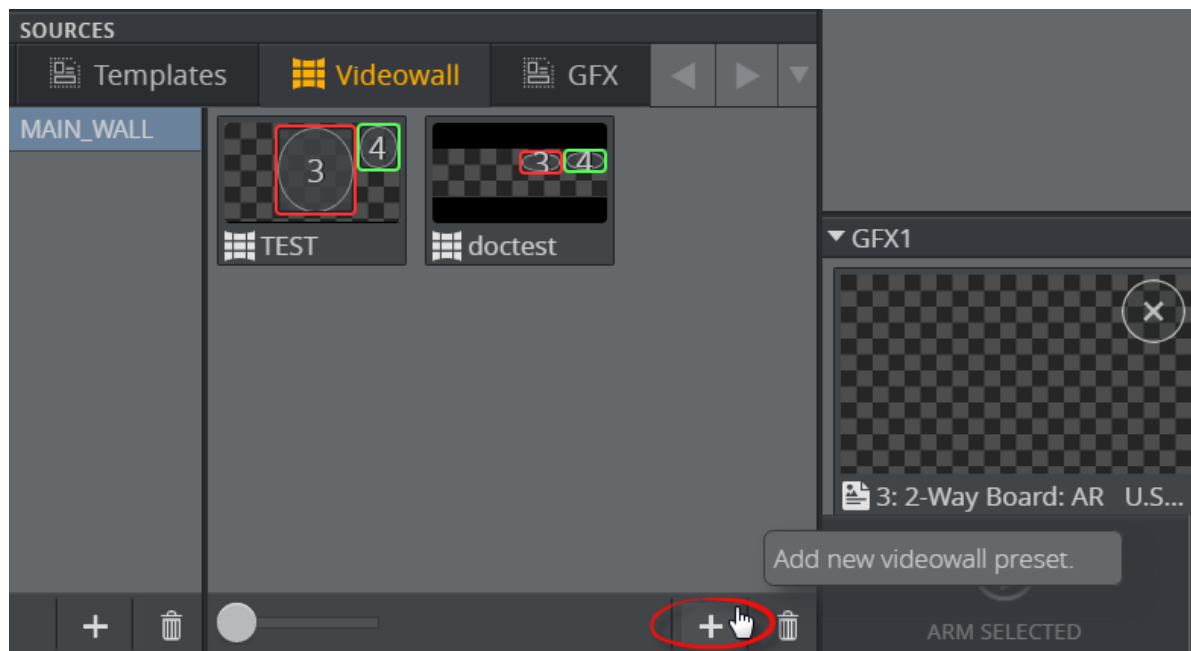 SOURCES
Templates
Videowall
GFX
MAIN_WALL
3
4
TEST
3
4
doctest
GFX1
3: 2-Way Board: AR U.S...
Add new videowall preset.
ARM SELECTED